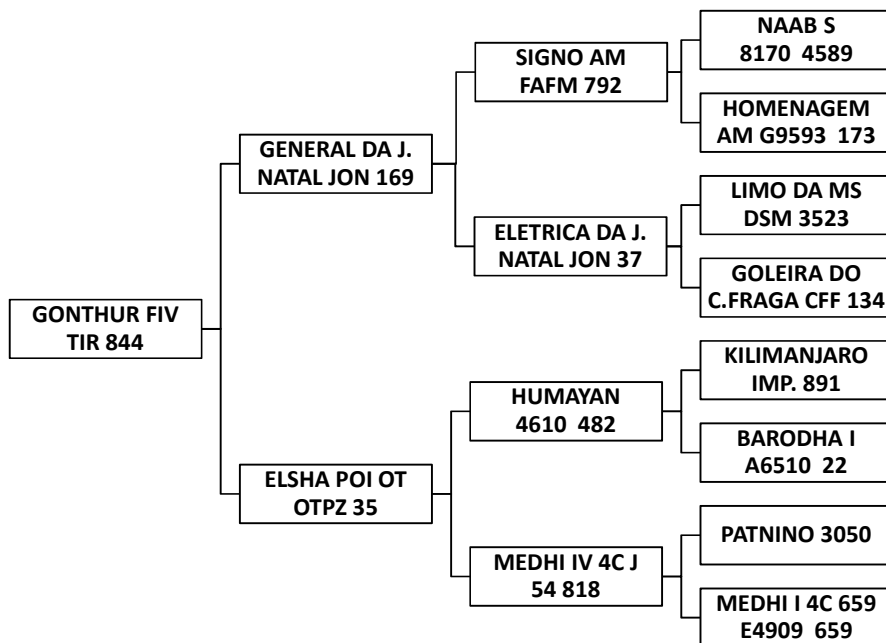 NAAB S
8170 4589
SIGNO AM
FAFM 792
HOMENAGEM
AM G9593 173
GENERAL DA J.
NATAL JON 169
LIMO DA MS
DSM 3523
ELETRICA DA J.
NATAL JON 37
GOLEIRA DO
C.FRAGA CFF 134
GONTHUR FIV
TIR 844
KILIMANJARO
IMP. 891
HUMAYAN
4610 482
BARODHA I
A6510 22
ELSHA POI OT
OTPZ 35
PATNINO 3050
MEDHI IV 4C J
54 818
MEDHI I 4C 659
E4909 659